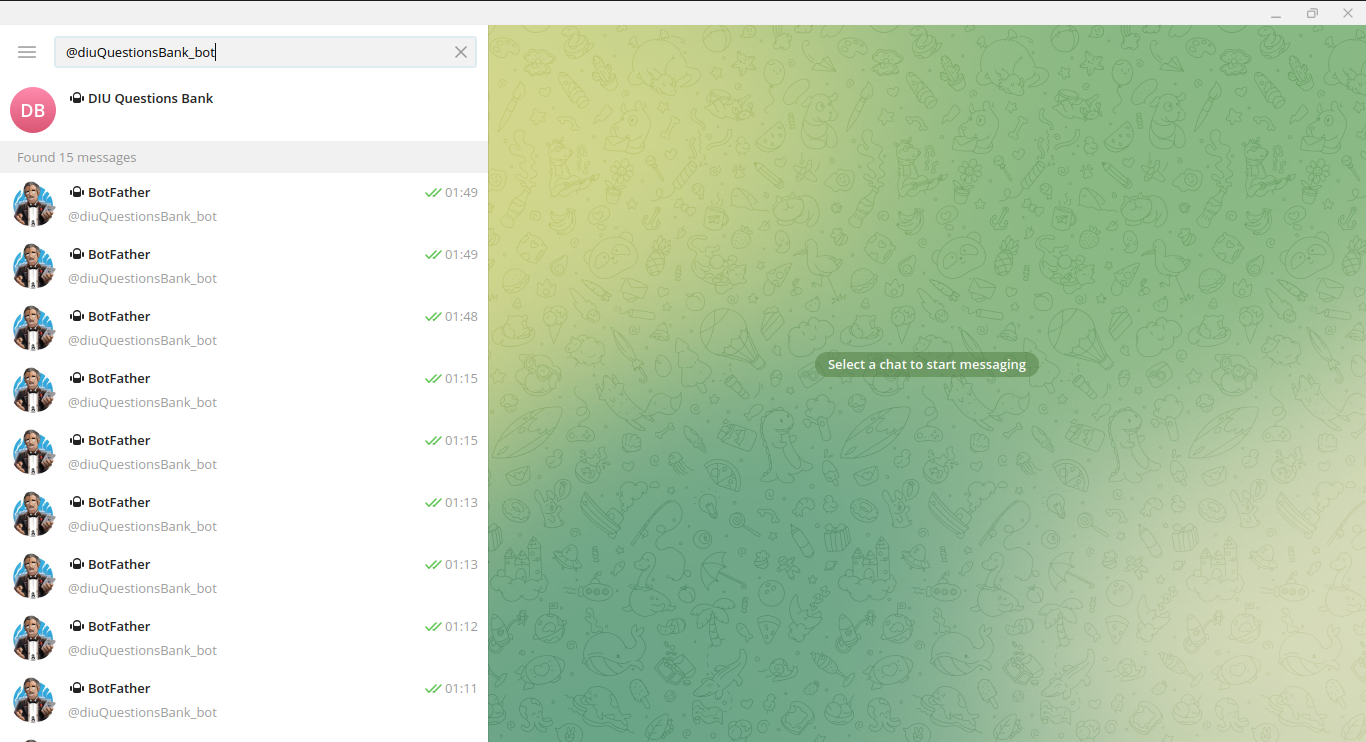 @diuQuestionsBank_bot
DB
DIU Questions Bank
Found 15 messages
BotFather 01:49
@diuQuestionsBank_bot
BotFather 01:49
@diuQuestionsBank_bot
BotFather 01:48
@diuQuestionsBank_bot
BotFather 01:15
@diuQuestionsBank_bot
BotFather 01:15
@diuQuestionsBank_bot
BotFather 01:13
@diuQuestionsBank_bot
BotFather 01:13
@diuQuestionsBank_bot
BotFather 01:12
@diuQuestionsBank_bot
BotFather 01:11
@diuQuestionsBank_bot
Select a chat to start messaging